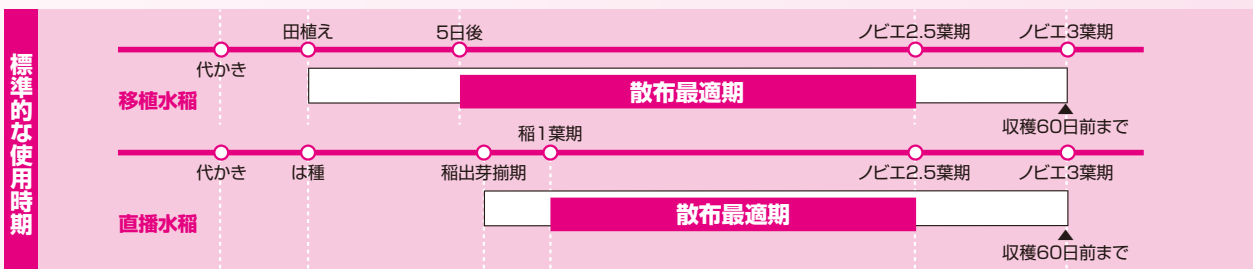 標準的な使用時期
田植え 5日後 ノビエ2.5葉期 ノビエ3葉期
代かき
移植水稲
散布最適期
収穫60日前まで
稲1葉期
代かき は種 稲出芽揃期 ノビエ2.5葉期 ノビエ3葉期
直播水稲
散布最適期
収穫60日前まで